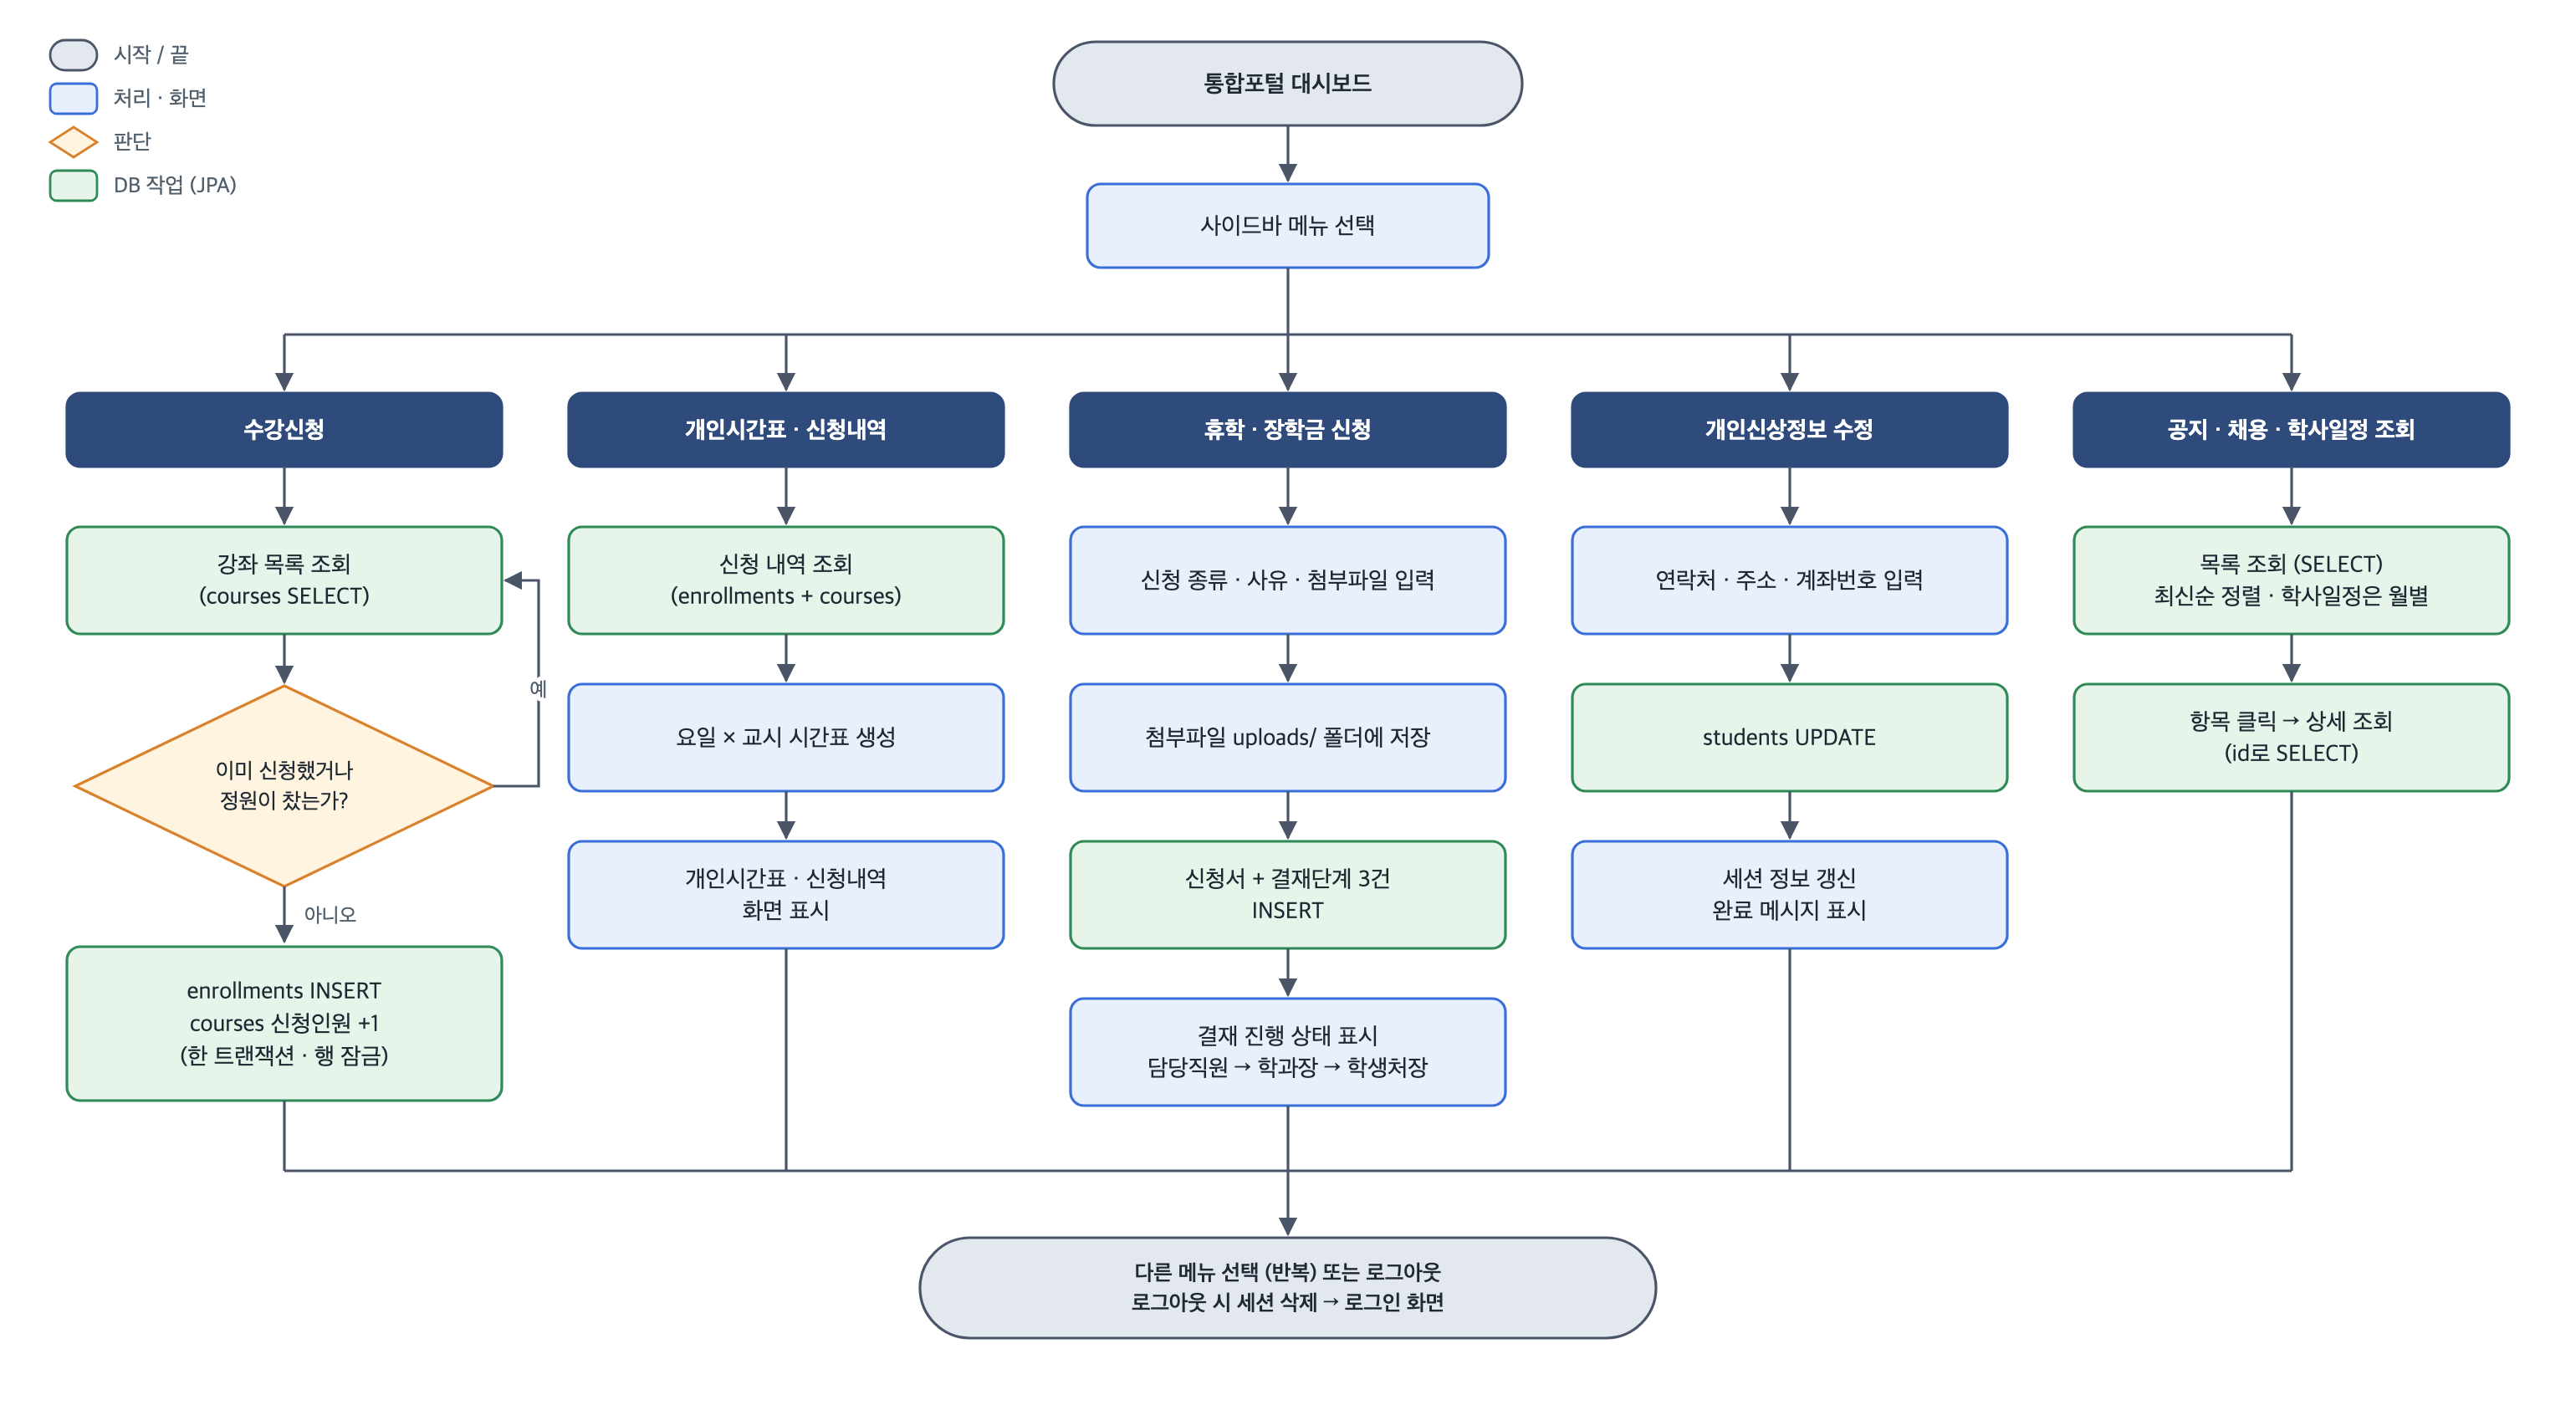 시작 / 끝
처리 · 화면
판단
DB 작업 (JPA)
통합포털 대시보드
사이드바 메뉴 선택
수강신청
강좌 목록 조회
(courses SELECT)
이미 신청했거나
정원이 찼는가?
예
아니오
enrollments INSERT
courses 신청인원 +1
(한 트랜잭션 · 행 잠금)
개인시간표 · 신청내역
신청 내역 조회
(enrollments + courses)
요일 × 교시 시간표 생성
개인시간표 · 신청내역
화면 표시
휴학 · 장학금 신청
신청 종류 · 사유 · 첨부파일 입력
첨부파일 uploads/ 폴더에 저장
신청서 + 결재단계 3건
INSERT
결재 진행 상태 표시
담당직원 → 학과장 → 학생처장
개인신상정보 수정
연락처 · 주소 · 계좌번호 입력
students UPDATE
세션 정보 갱신
완료 메시지 표시
공지 · 채용 · 학사일정 조회
목록 조회 (SELECT)
최신순 정렬 · 학사일정은 월별
항목 클릭 → 상세 조회
(id로 SELECT)
다른 메뉴 선택 (반복) 또는 로그아웃
로그아웃 시 세션 삭제 → 로그인 화면